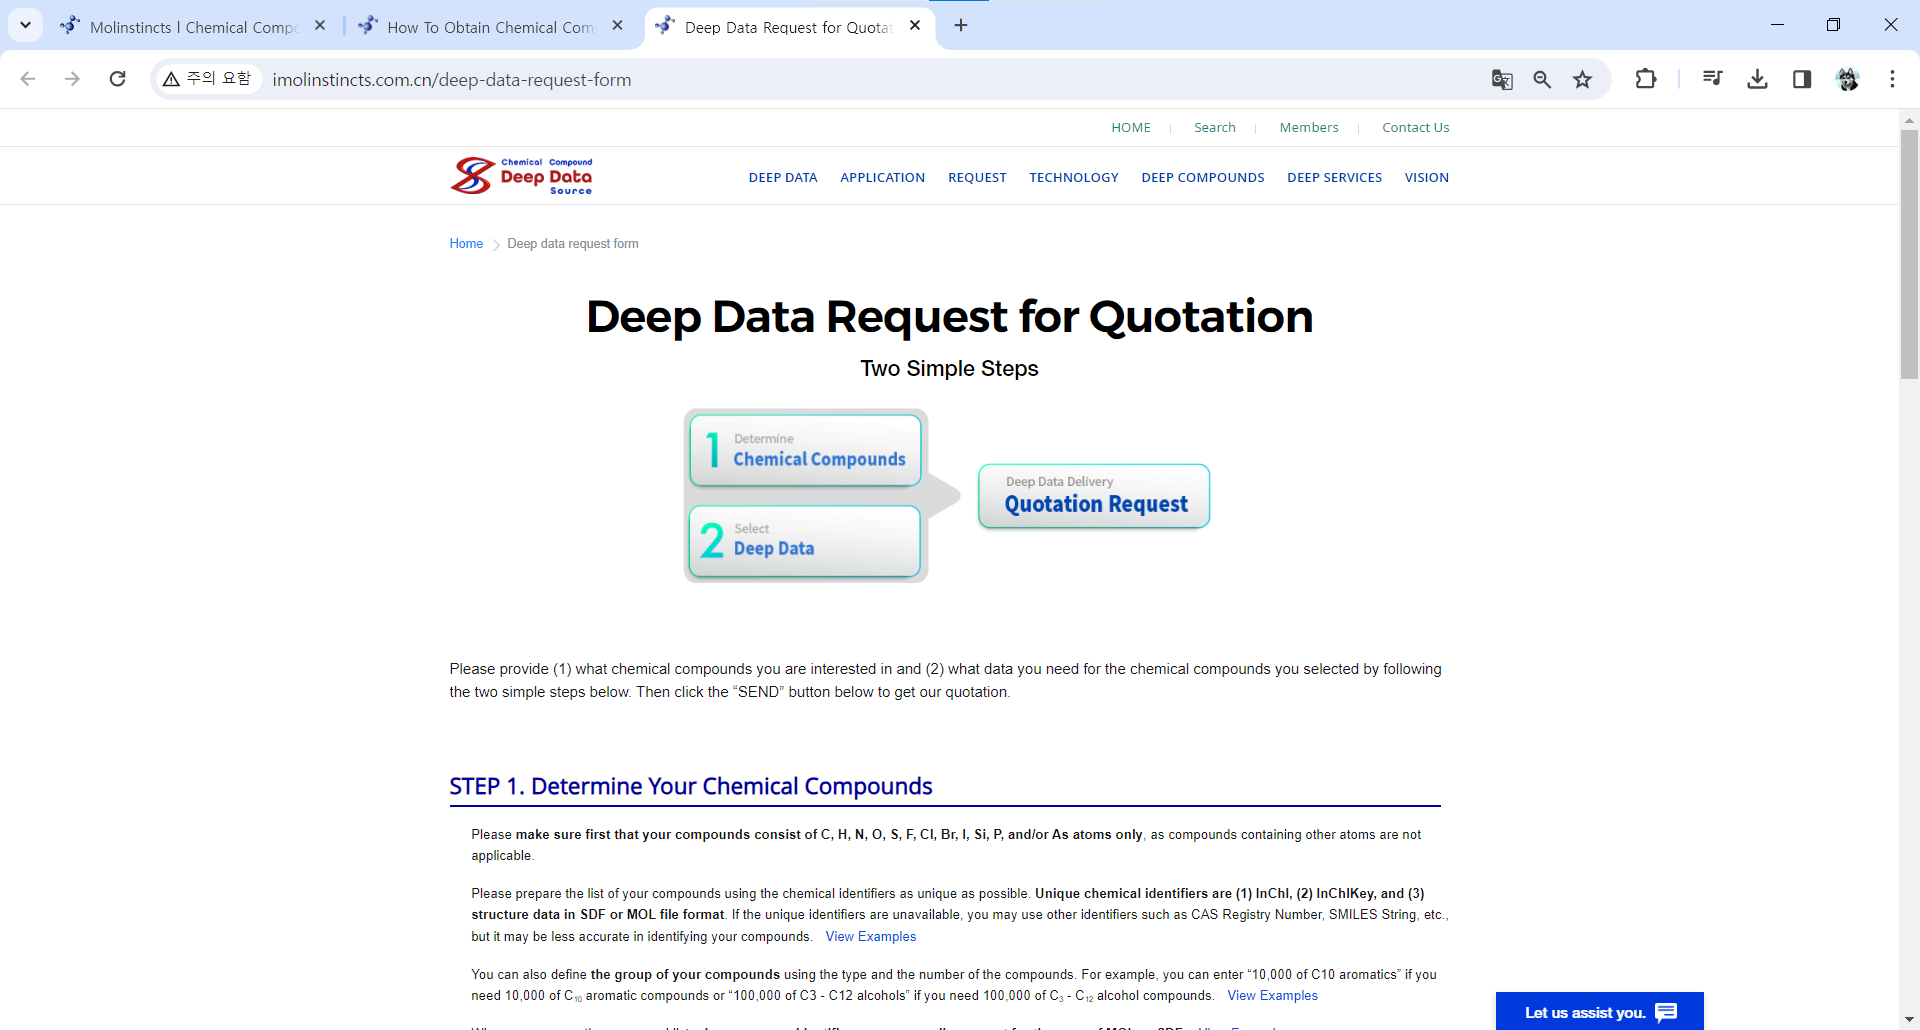 Molinstincts l Chemical Compo
How To Obtain Chemical Com
Deep Data Request for Quotat
주의 요함
imolinstincts.com.cn/deep-data-request-form
HOME
Search
Members
Contact Us
Chemical Compound
Deep Data
Source
DEEP DATA
APPLICATION
REQUEST
TECHNOLOGY
DEEP COMPOUNDS
DEEP SERVICES
VISION
Home
Deep data request form
Deep Data Request for Quotation
Two Simple Steps
1
Determine
Chemical Compounds
2
Select
Deep Data
Deep Data Delivery
Quotation Request
Please provide (1) what chemical compounds you are interested in and (2) what data you need for the chemical compounds you selected by following
the two simple steps below. Then click the “SEND” button below to get our quotation.
STEP 1. Determine Your Chemical Compounds
Please make sure first that your compounds consist of C, H, N, O, S, F, Cl, Br, I, Si, P, and/or As atoms only, as compounds containing other atoms are not
applicable.
Please prepare the list of your compounds using the chemical identifiers as unique as possible. Unique chemical identifiers are (1) InChI, (2) InChIKey, and (3)
structure data in SDF or MOL file format. If the unique identifiers are unavailable, you may use other identifiers such as CAS Registry Number, SMILES String, etc.,
but it may be less accurate in identifying your compounds. View Examples
You can also define the group of your compounds using the type and the number of the compounds. For example, you can enter “10,000 of C10 aromatics” if you
need 10,000 of C₁₀ aromatic compounds or “100,000 of C3 - C12 alcohols” if you need 100,000 of C₃ - C₁₂ alcohol compounds. View Examples
Let us assist you.